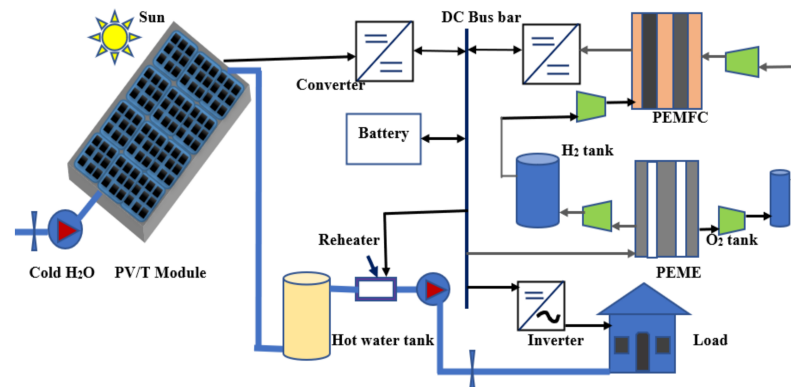 Sun
DC Bus bar
Converter
PEMFC
Battery
H₂ tank
O₂ tank
Reheater
Cold H₂O
PV/T Module
PEME
Hot water tank
Inverter
Load